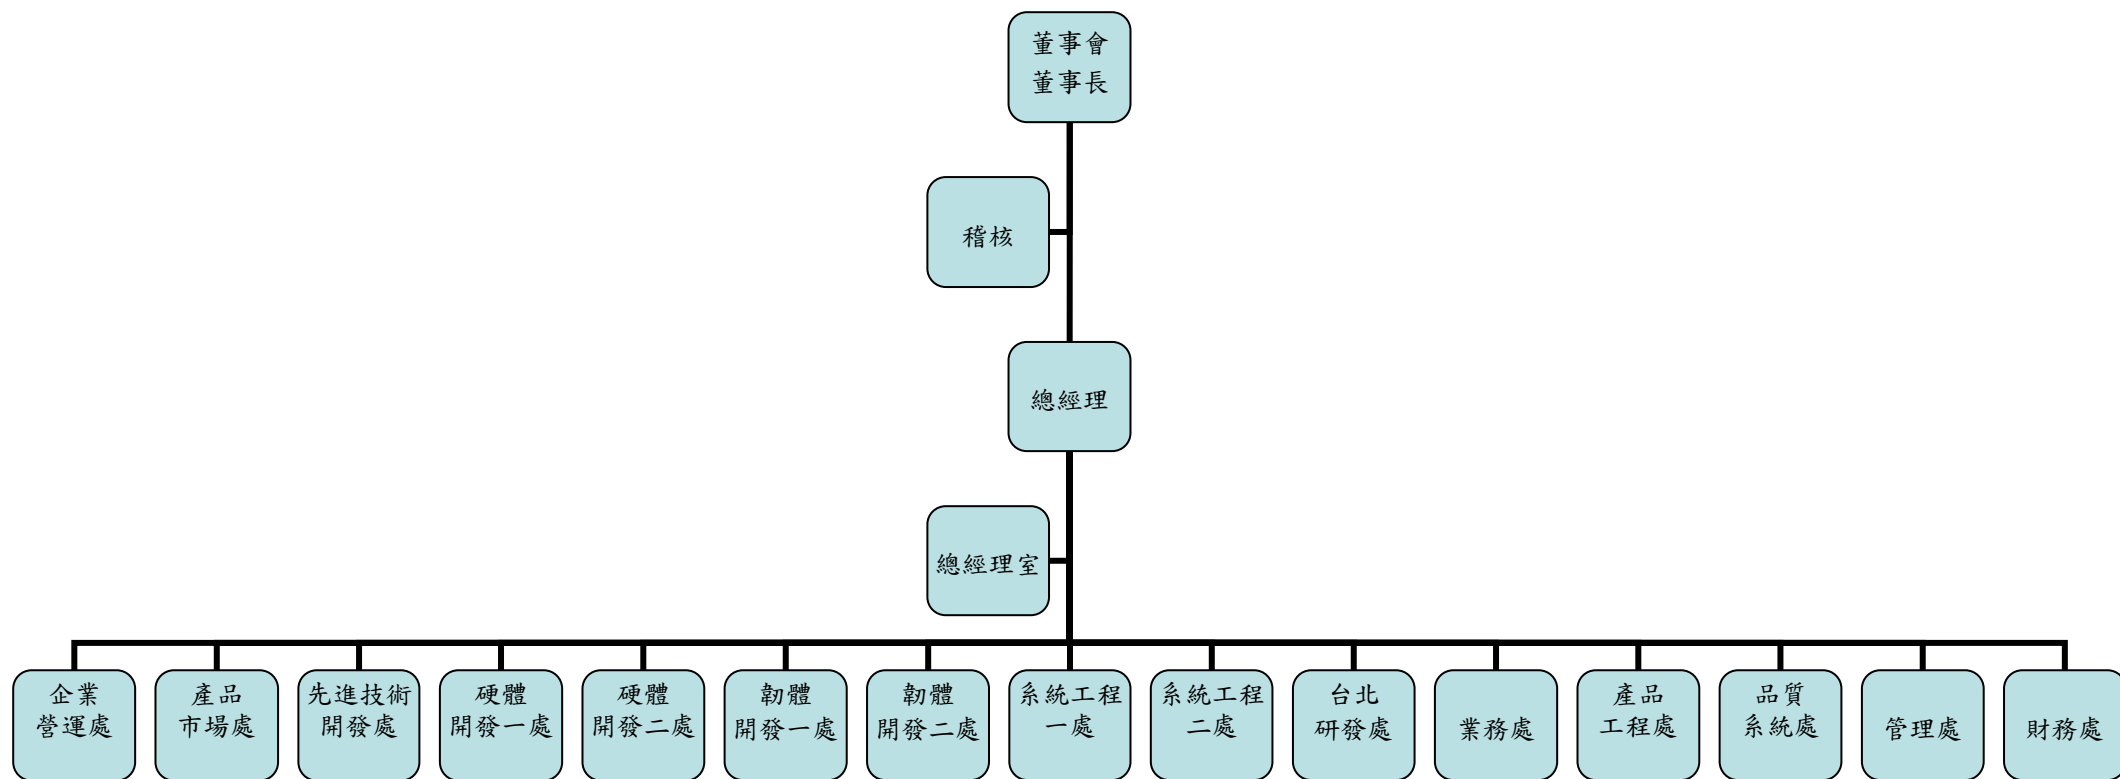 董事會
董事長
稽核
總經理
總經理室
企業
營運處
產品
市場處
先進技術
開發處
硬體
開發一處
硬體
開發二處
韌體
開發一處
韌體
開發二處
系統工程
一處
系統工程
二處
台北
研發處
業務處
產品
工程處
品質
系統處
管理處
財務處